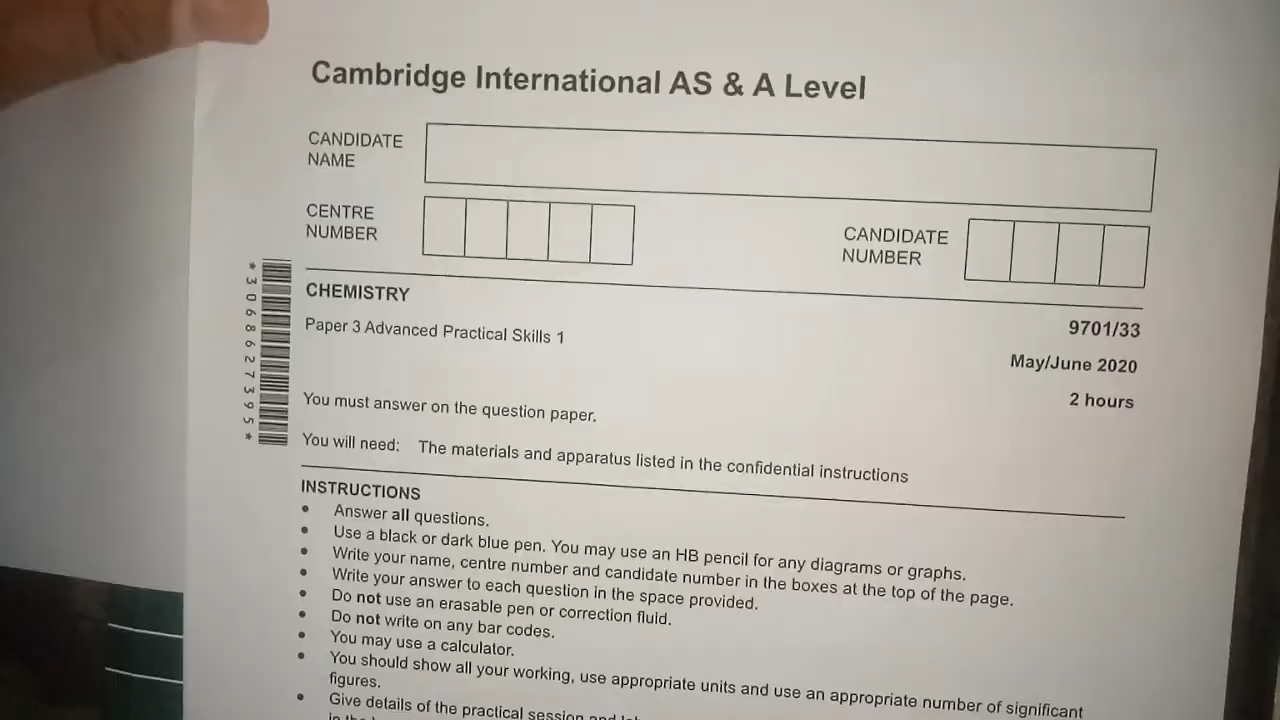 Cambridge International AS & A Level
CANDIDATE
NAME
CENTRE
NUMBER
CANDIDATE
NUMBER
*3068627395*
CHEMISTRY
9701/33
Paper 3 Advanced Practical Skills 1
May/June 2020
2 hours
You must answer on the question paper.
You will need: The materials and apparatus listed in the confidential instructions
INSTRUCTIONS
• Answer all questions.
• Use a black or dark blue pen. You may use an HB pencil for any diagrams or graphs.
• Write your name, centre number and candidate number in the boxes at the top of the page.
• Write your answer to each question in the space provided.
• Do not use an erasable pen or correction fluid.
• Do not write on any bar codes.
• You may use a calculator.
• You should show all your working, use appropriate units and use an appropriate number of significant
figures.
• Give details of the practical session and
in the